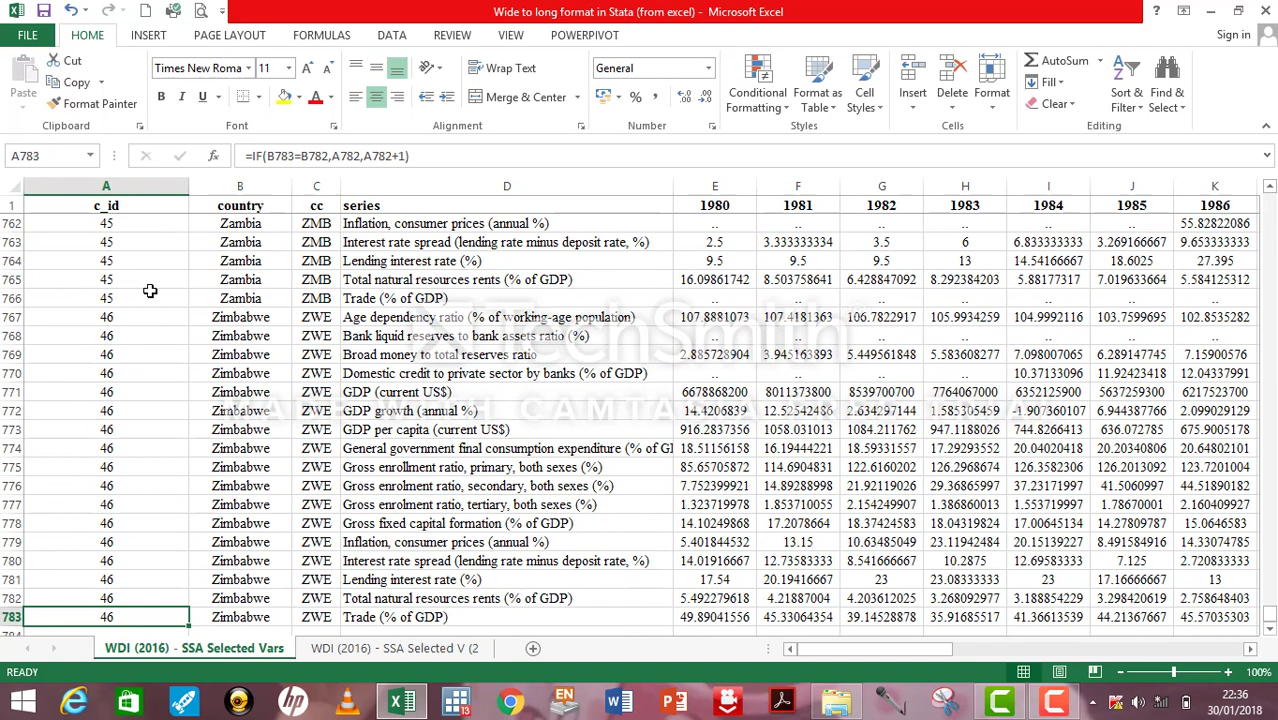 Wide to long format in Stata (from excel) - Microsoft Excel
FILE HOME INSERT PAGE LAYOUT FORMULAS DATA REVIEW VIEW POWERPIVOT Sign in
Cut
Copy
Format Painter
Paste
Clipboard
Times New Roma 11
B I U
Font
Wrap Text
Merge & Center
Alignment
General
Number
Conditional Formatting
Format as Table
Cell Styles
Styles
Insert Delete Format
Cells
AutoSum
Fill
Clear
Sort & Filter
Find & Select
Editing
A783 =IF(B783=B782,A782,A782+1)
A B C D E F G H I J K
1 c_id country cc series 1980 1981 1982 1983 1984 1985 1986
762 45 Zambia ZMB Inflation, consumer prices (annual %) .. .. .. .. .. .. 55.82822086
763 45 Zambia ZMB Interest rate spread (lending rate minus deposit rate, %) 2.5 3.333333334 3.5 6 6.833333333 3.269166667 9.653333333
764 45 Zambia ZMB Lending interest rate (%) 9.5 9.5 9.5 13 14.54166667 18.6025 27.395
765 45 Zambia ZMB Total natural resources rents (% of GDP) 16.09861742 8.503758641 6.428847092 8.292384203 5.88177317 7.019633664 5.584125312
766 45 Zambia ZMB Trade (% of GDP) .. .. .. .. .. .. ..
767 46 Zimbabwe ZWE Age dependency ratio (% of working-age population) 107.8881073 107.4181363 106.7822917 105.9934259 104.9992116 103.7599695 102.8535282
768 46 Zimbabwe ZWE Bank liquid reserves to bank assets ratio (%) .. .. .. .. .. .. ..
769 46 Zimbabwe ZWE Broad money to total reserves ratio 2.885728904 3.945163893 5.449561848 5.583608277 7.098007065 6.289147745 7.15900576
770 46 Zimbabwe ZWE Domestic credit to private sector by banks (% of GDP) .. .. .. .. 10.37133096 11.92423418 12.04337991
771 46 Zimbabwe ZWE GDP (current US$) 6678868200 8011373800 8539700700 7764067000 6352125900 5637259300 6217523700
772 46 Zimbabwe ZWE GDP growth (annual %) 14.4206839 12.52542486 2.634297144 1.585305459 -1.907360107 6.944387766 2.099029129
773 46 Zimbabwe ZWE GDP per capita (current US$) 916.2837356 1058.031013 1084.211762 947.1188026 744.8266413 636.072785 675.9005178
774 46 Zimbabwe ZWE General government final consumption expenditure (% of GD 18.51156158 16.19444221 18.59331557 17.29293552 20.04020418 20.20340806 20.64802101
775 46 Zimbabwe ZWE Gross enrollment ratio, primary, both sexes (%) 85.65705872 114.6904831 122.6160202 126.2968674 126.3582306 126.2013092 123.7201004
776 46 Zimbabwe ZWE Gross enrolment ratio, secondary, both sexes (%) 7.752399921 14.89288998 21.92119026 29.36865997 37.23171997 41.5060997 44.51890182
777 46 Zimbabwe ZWE Gross enrolment ratio, tertiary, both sexes (%) 1.323719978 1.853710055 2.154249907 1.386860013 1.553719997 1.78670001 2.160409927
778 46 Zimbabwe ZWE Gross fixed capital formation (% of GDP) 14.10249868 17.2078664 18.37424583 18.04319824 17.00645134 14.27809787 15.0646583
779 46 Zimbabwe ZWE Inflation, consumer prices (annual %) 5.401844532 13.15 10.63485049 23.11942894 20.15139227 8.491584916 14.33074785
780 46 Zimbabwe ZWE Interest rate spread (lending rate minus deposit rate, %) 14.01916667 12.73583333 8.541666667 10.2875 12.69583333 7.125 2.751666667
781 46 Zimbabwe ZWE Lending interest rate (%) 17.54 20.19416667 23 23.08333333 23 17.16666667 13
782 46 Zimbabwe ZWE Total natural resources rents (% of GDP) 5.492279618 4.21887004 4.203612025 3.268092977 3.188854229 3.298420619 2.758648403
783 46 Zimbabwe ZWE Trade (% of GDP) 49.89041556 45.33064354 39.14528878 35.91685517 41.36613539 44.21367667 45.57035303
TechSmith
MADE WITH CAMTASIA FREE TRIAL
WDI (2016) - SSA Selected Vars WDI (2016) - SSA Selected V (2
READY 100%
EN
22:36
30/01/2018